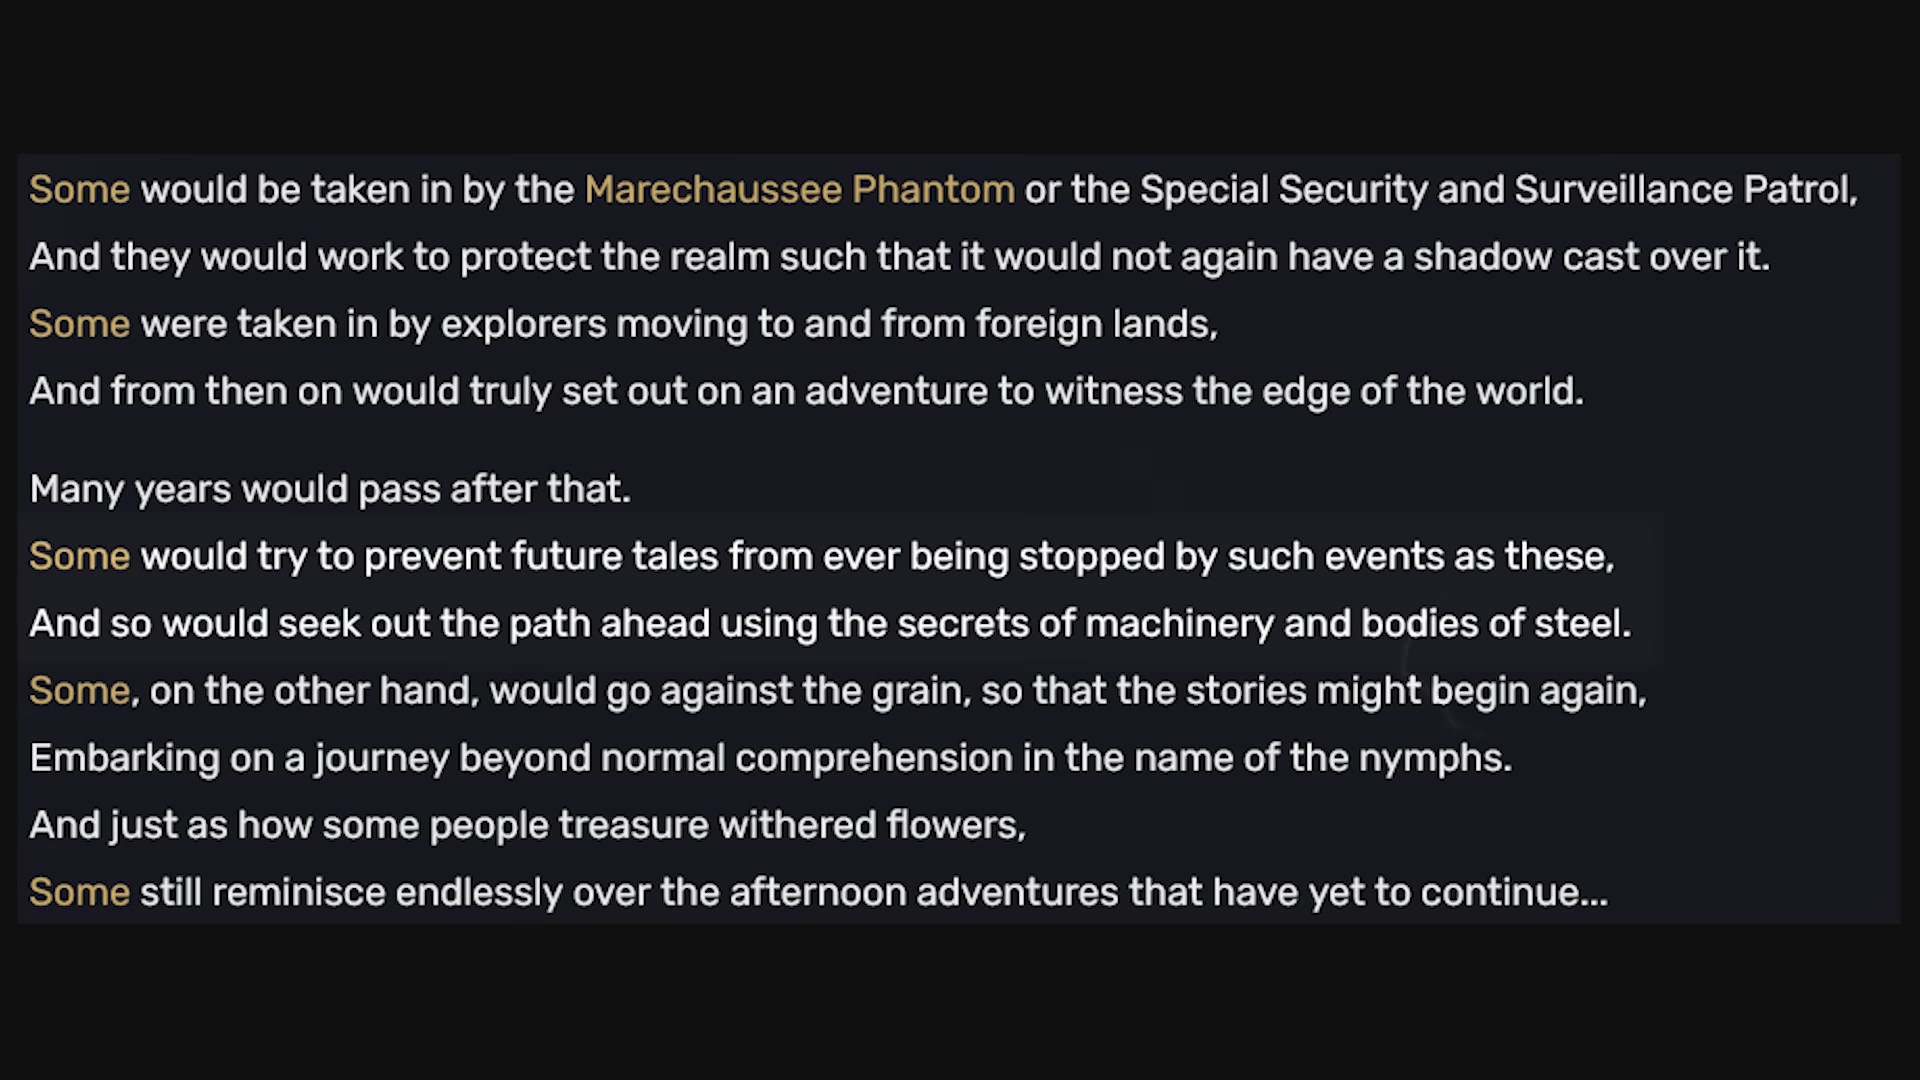 Some would be taken in by the Marechaussee Phantom or the Special Security and Surveillance Patrol,
And they would work to protect the realm such that it would not again have a shadow cast over it.
Some were taken in by explorers moving to and from foreign lands,
And from then on would truly set out on an adventure to witness the edge of the world.
Many years would pass after that.
Some would try to prevent future tales from ever being stopped by such events as these,
And so would seek out the path ahead using the secrets of machinery and bodies of steel.
Some, on the other hand, would go against the grain, so that the stories might begin again,
Embarking on a journey beyond normal comprehension in the name of the nymphs.
And just as how some people treasure withered flowers,
Some still reminisce endlessly over the afternoon adventures that have yet to continue...